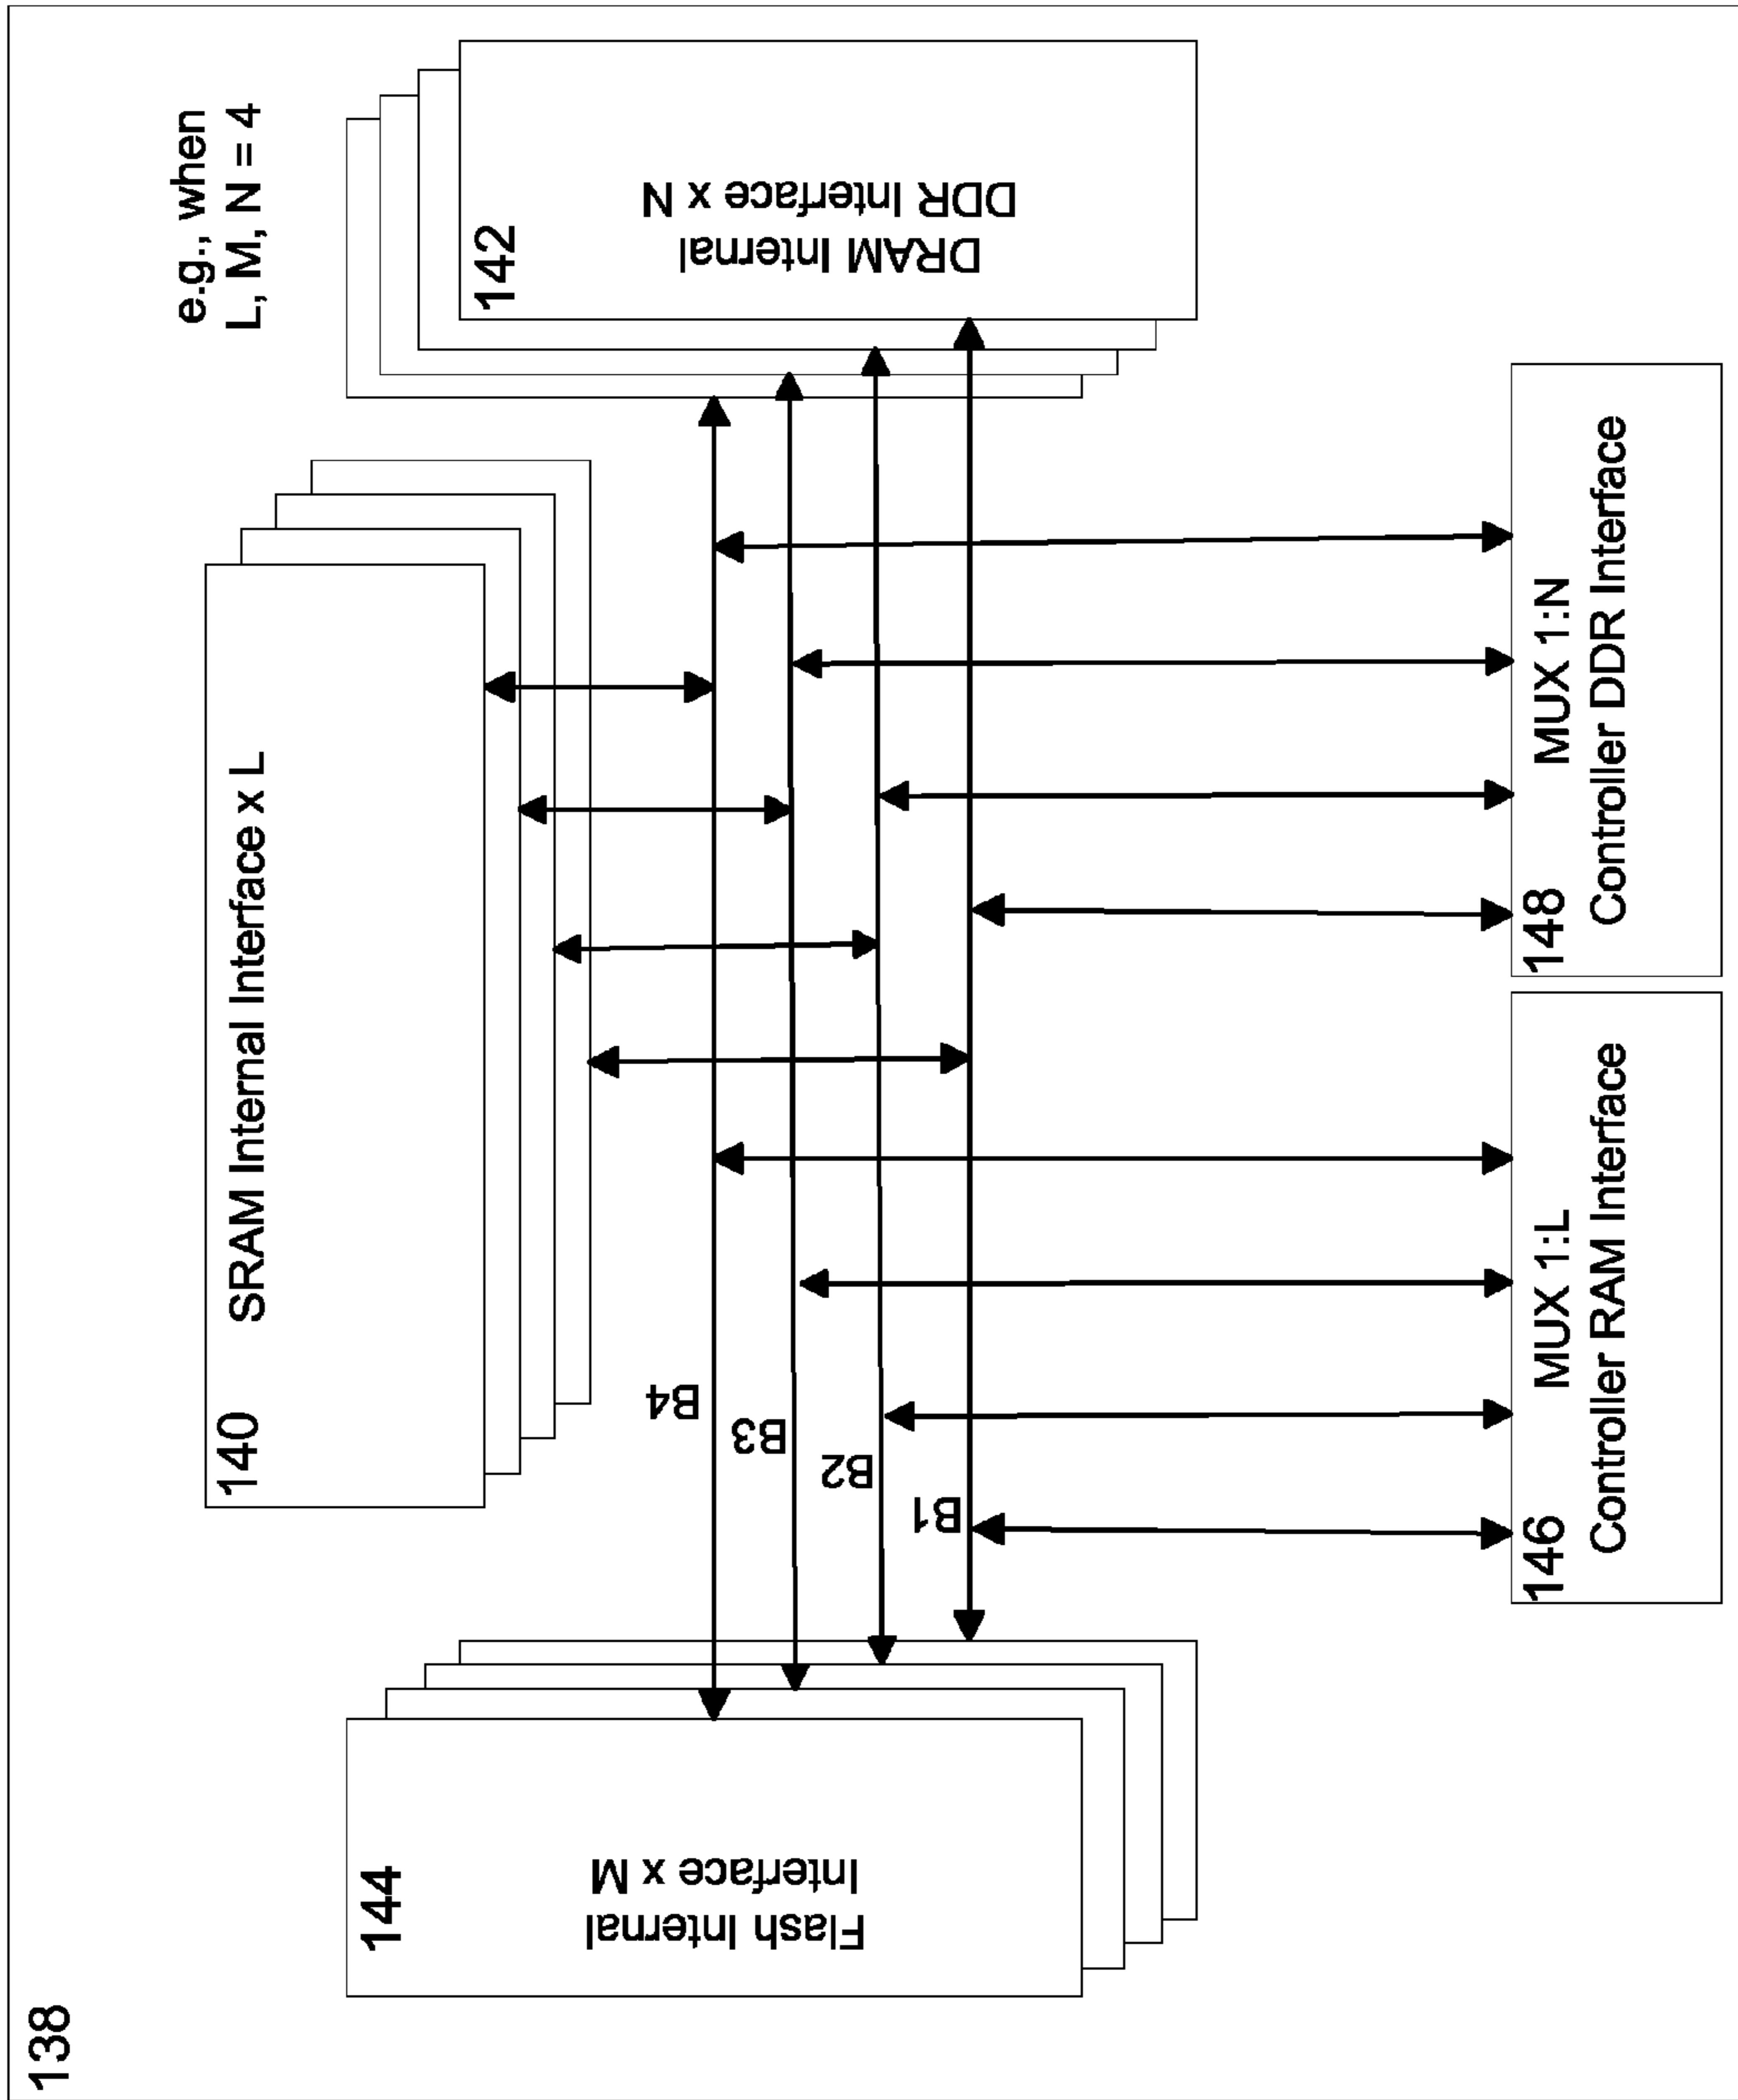 138
e.g., when
L, M, N = 4
140
SRAM Internal Interface x L
142
DRAM Internal
DDR Interface x N
144
Flash Internal
Interface x M
B4
B3
B2
B1
146
MUX 1:L
Controller RAM Interface
148
MUX 1:N
Controller DDR Interface